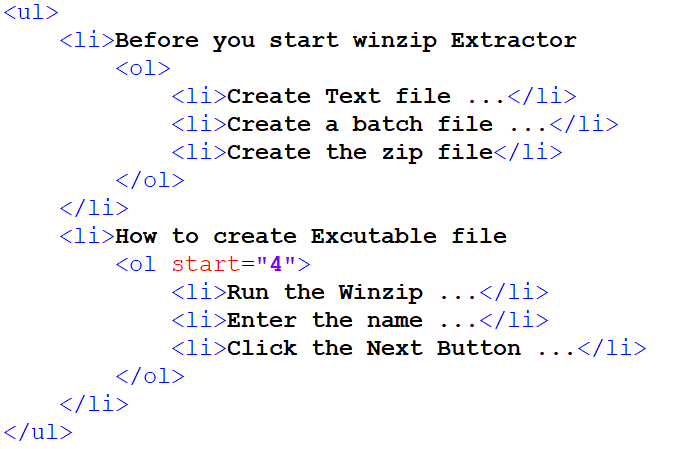 <ul>
<li>Before you start winzip Extractor
<ol>
<li>Create Text file ...</li>
<li>Create a batch file ...</li>
<li>Create the zip file</li>
</ol>
</li>
<li>How to create Excutable file
<ol start="4">
<li>Run the Winzip ...</li>
<li>Enter the name ...</li>
<li>Click the Next Button ...</li>
</ol>
</li>
</ul>